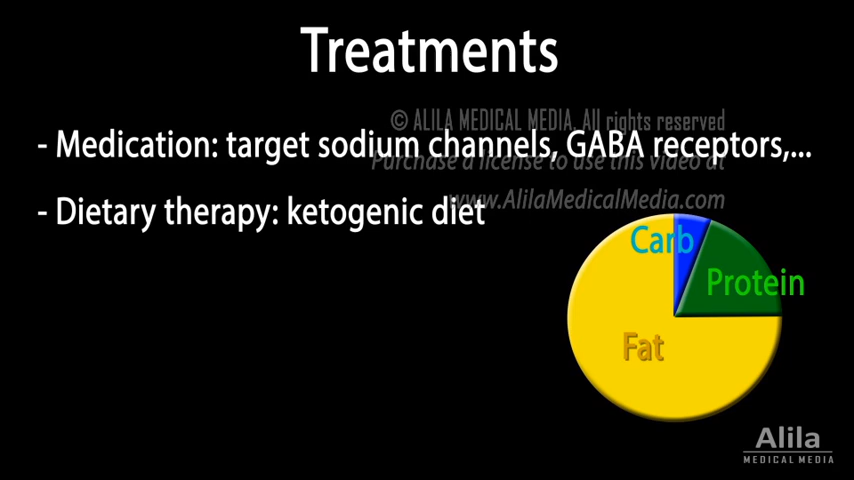 Treatments
© ALILA MEDICAL MEDIA. All rights reserved
- Medication: target sodium channels, GABA receptors,...
Purchase a license to use this video at
www.AlilaMedicalMedia.com
- Dietary therapy: ketogenic diet
Carb
Protein
Fat
Alila
MEDICAL MEDIA